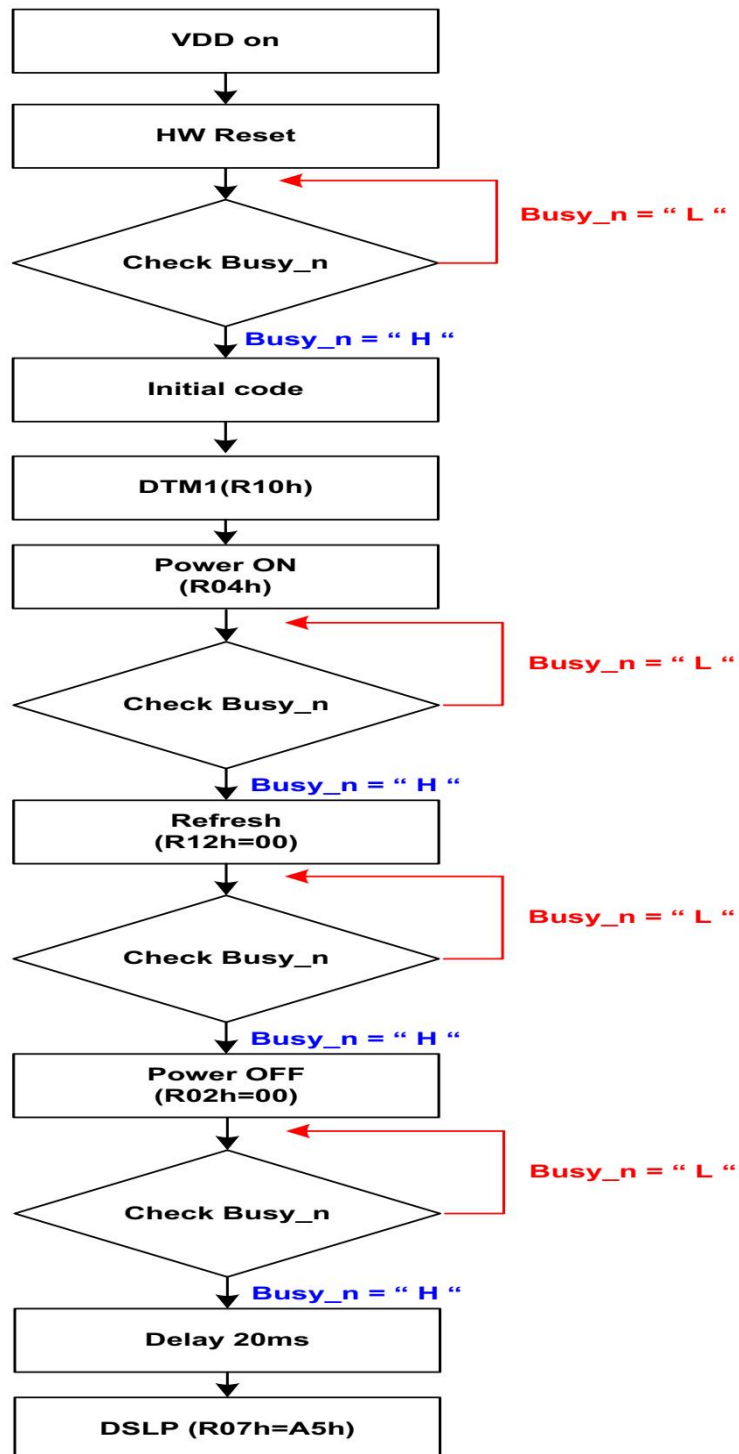 VDD on
HW Reset
Busy_n = “ L “
Check Busy_n
Busy_n = “ H “
Initial code
DTM1(R10h)
Power ON
(R04h)
Busy_n = “ L “
Check Busy_n
Busy_n = “ H “
Refresh
(R12h=00)
Busy_n = “ L “
Check Busy_n
Busy_n = “ H “
Power OFF
(R02h=00)
Busy_n = “ L “
Check Busy_n
Busy_n = “ H “
Delay 20ms
DSLP (R07h=A5h)